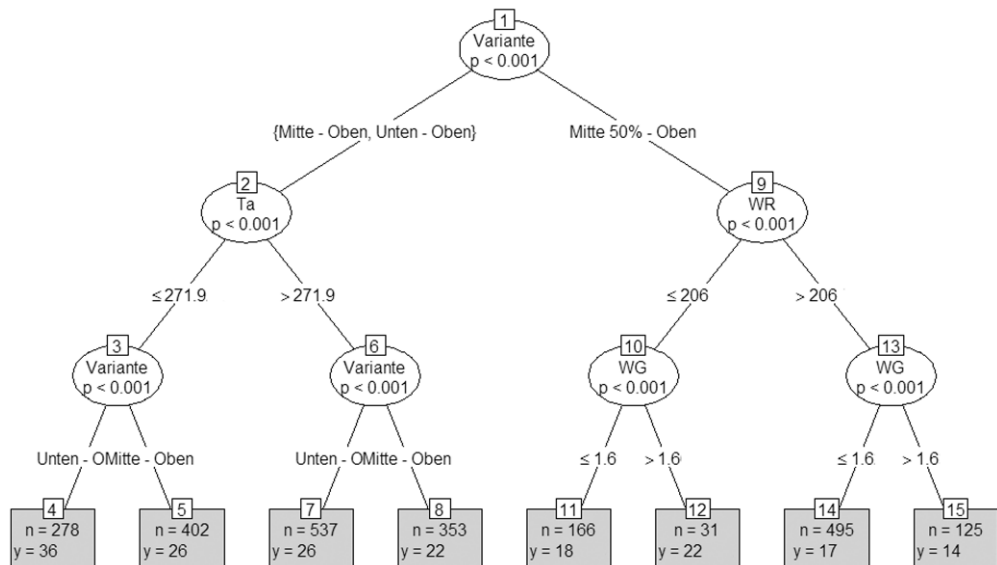 1
Variante
p < 0.001
{Mitte - Oben, Unten - Oben}
Mitte 50% - Oben
2
Ta
p < 0.001
9
WR
p < 0.001
≤ 271.9
> 271.9
≤ 206
> 206
3
Variante
p < 0.001
6
Variante
p < 0.001
10
WG
p < 0.001
13
WG
p < 0.001
Unten - OMitte - Oben
Unten - OMitte - Oben
≤ 1.6
> 1.6
≤ 1.6
> 1.6
4
n = 278
y = 36
5
n = 402
y = 26
7
n = 537
y = 26
8
n = 353
y = 22
11
n = 166
y = 18
12
n = 31
y = 22
14
n = 495
y = 17
15
n = 125
y = 14